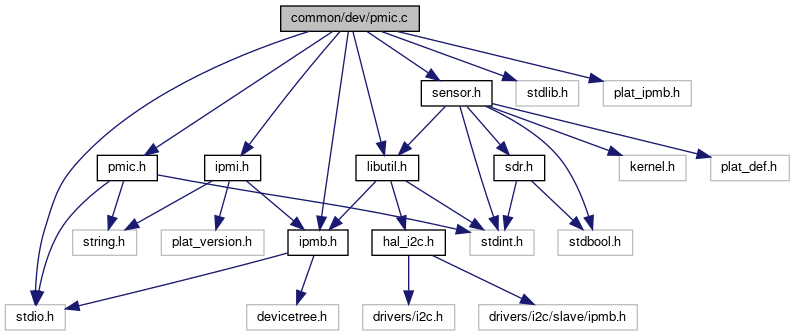 common/dev/pmic.c
sensor.h
stdlib.h
plat_ipmb.h
pmic.h
ipmi.h
libutil.h
sdr.h
kernel.h
plat_def.h
string.h
plat_version.h
ipmb.h
hal_i2c.h
stdint.h
stdbool.h
stdio.h
devicetree.h
drivers/i2c.h
drivers/i2c/slave/ipmb.h